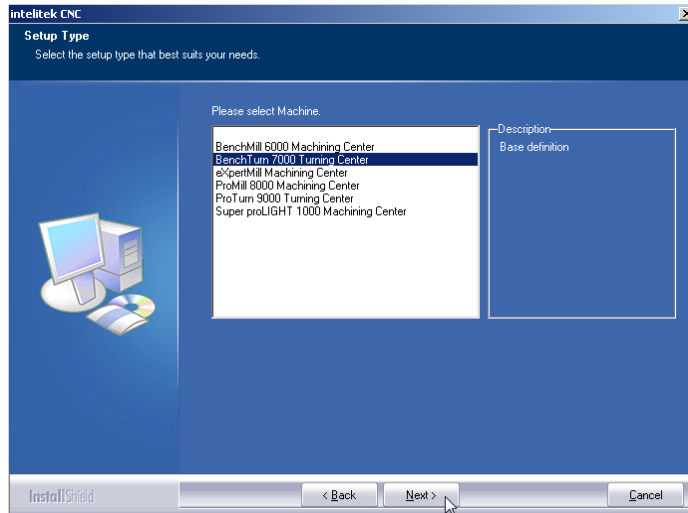 intelitek CNC
Setup Type
Select the setup type that best suits your needs.
Please select Machine.
BenchMill 6000 Machining Center
BenchTurn 7000 Turning Center
eXpertMill Machining Center
ProMill 8000 Machining Center
ProTurn 9000 Turning Center
Super proLIGHT 1000 Machining Center
Description
Base definition
InstallShield
< Back
Next >
Cancel